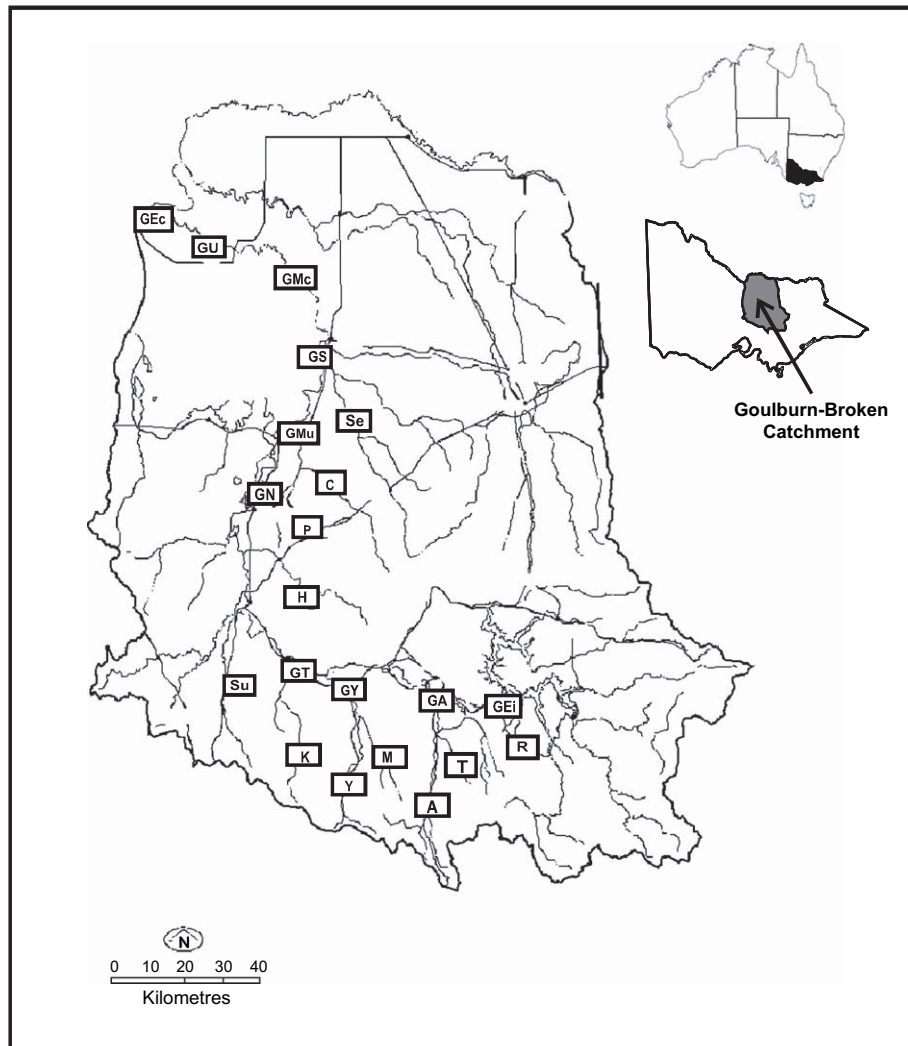 GEc
GU
GMc
GS
Se
GMu
C
GN
P
H
GT
Su
GY
GA
GEi
R
K
M
T
Y
A
Goulburn-Broken
Catchment
N
0 10 20 30 40
Kilometres